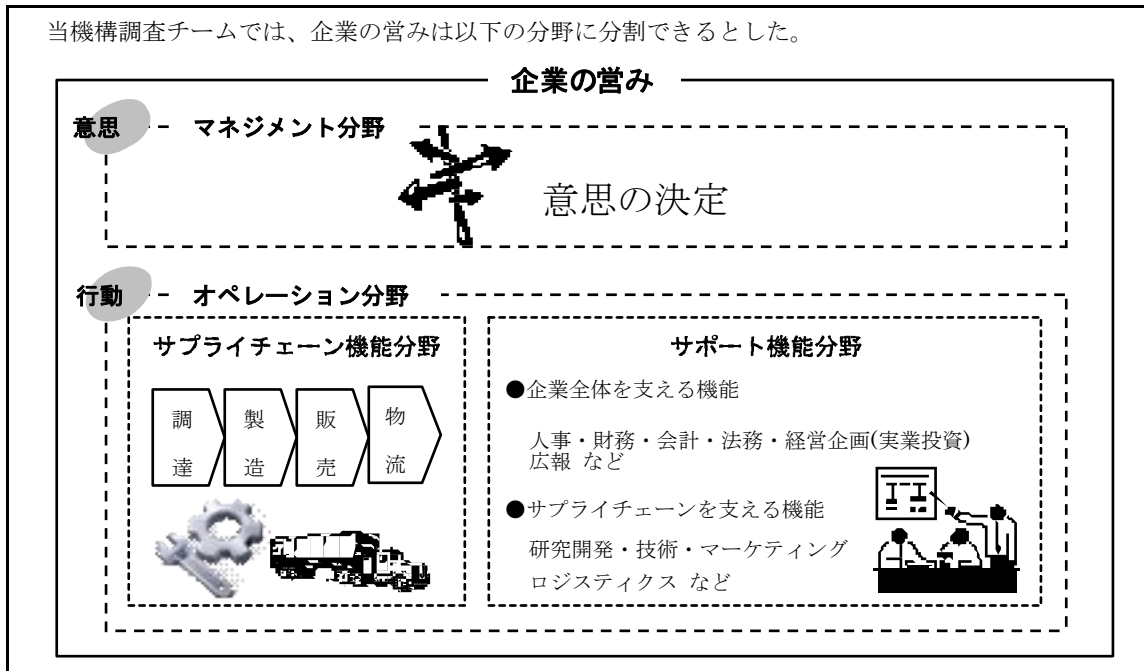 当機構調査チームでは、企業の営みは以下の分野に分割できるとした。
企業の営み
意思 マネジメント分野
意思の決定
行動 オペレーション分野
サプライチェーン機能分野
調達
製造
販売
物流
サポート機能分野
●企業全体を支える機能
人事・財務・会計・法務・経営企画(実業投資)
広報 など
●サプライチェーンを支える機能
研究開発・技術・マーケティング
ロジスティクス など